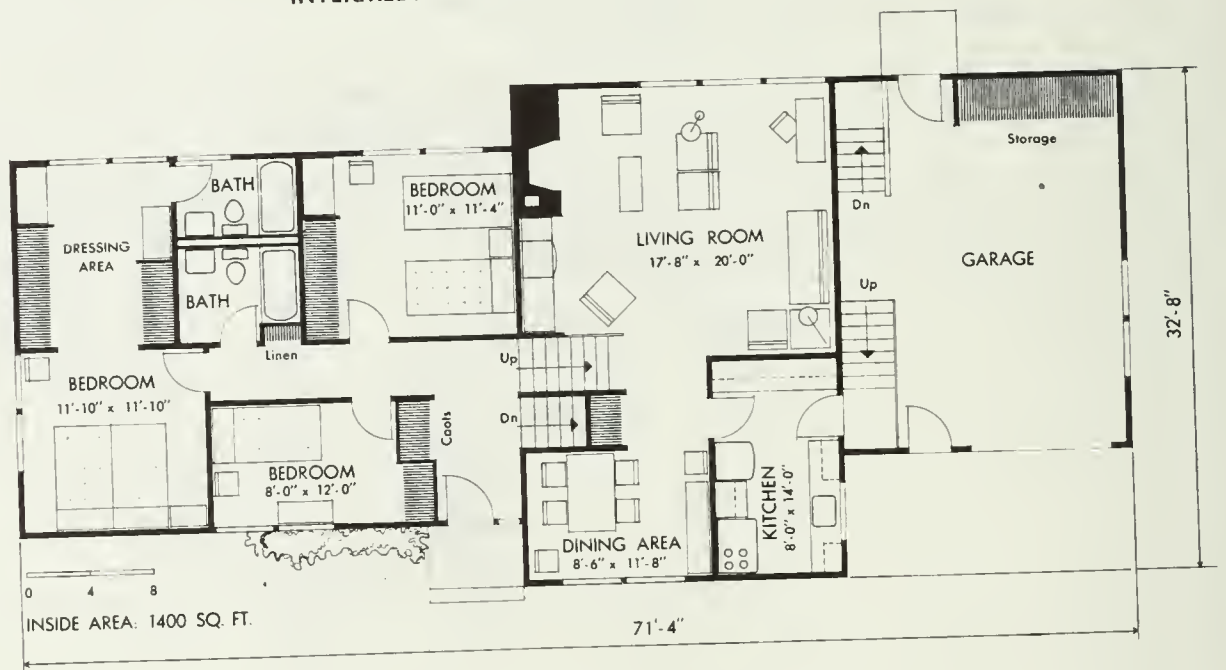 Storage
BATH
BEDROOM
11'-0" x 11'-4"
Dn
DRESSING
AREA
LIVING ROOM
17'-8" x 20'-0"
GARAGE
BATH
Up
32'-8"
Linen
Up
BEDROOM
11'-10" x 11'-10"
Coats
Dn
BEDROOM
8'-0" x 12'-0"
KITCHEN
8'-0" x 14'-0"
DINING AREA
8'-6" x 11'-8"
0 4 8
INSIDE AREA: 1400 SQ. FT.
71'-4"